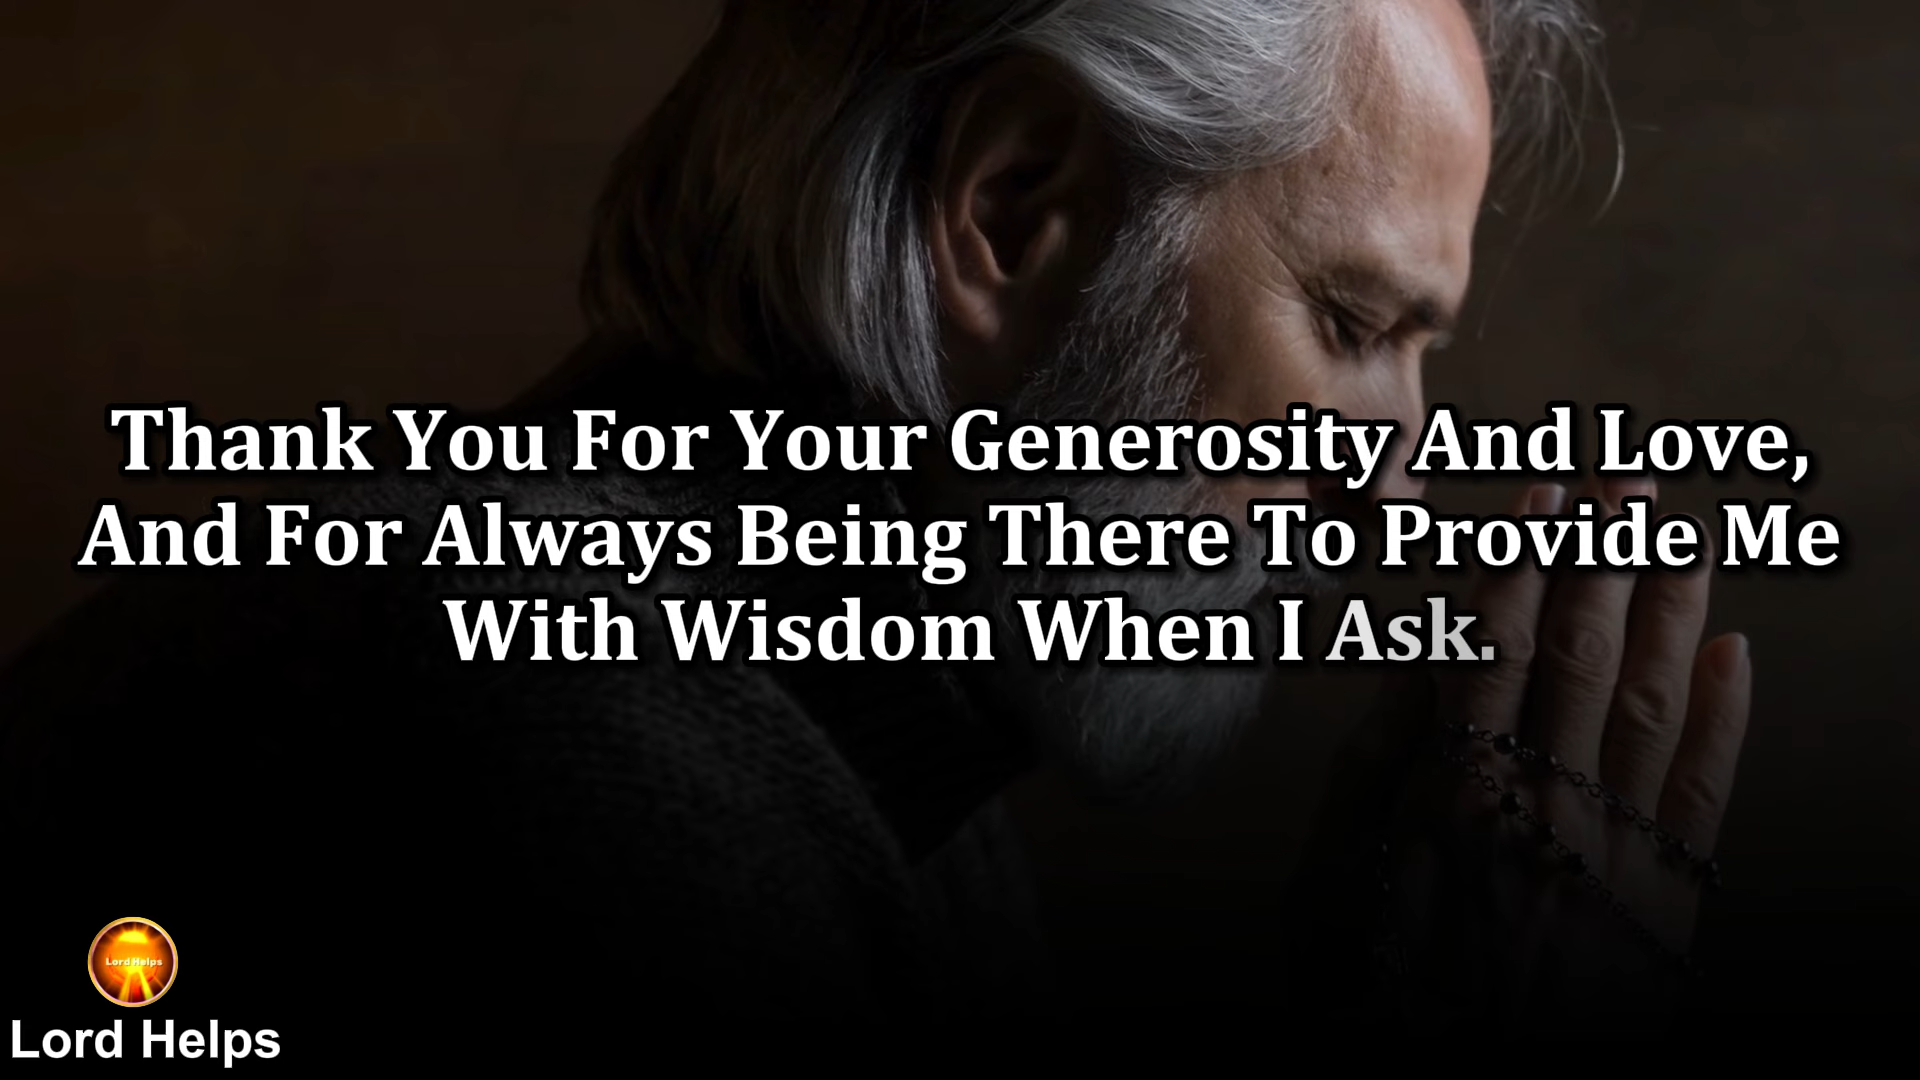 Thank You For Your Generosity And Love,
And For Always Being There To Provide Me
With Wisdom When I Ask.
Lord Helps
Lord Helps